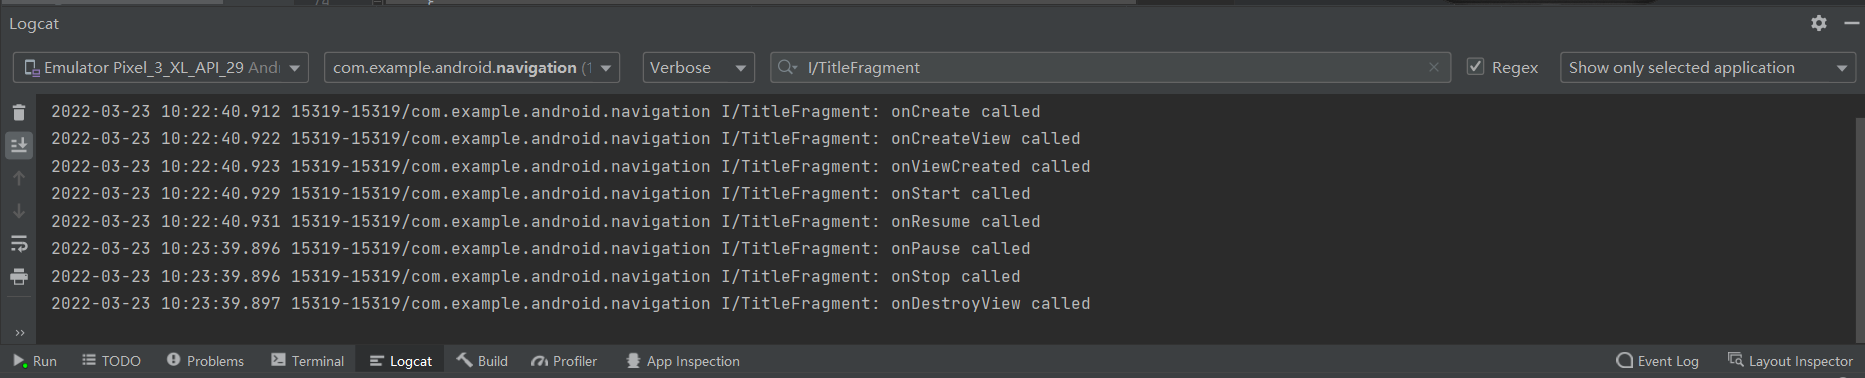 Logcat
Emulator Pixel_3_XL_API_29 Andr com.example.android.navigation (1 Verbose I/TitleFragment Regex Show only selected application
2022-03-23 10:22:40.912 15319-15319/com.example.android.navigation I/TitleFragment: onCreate called
2022-03-23 10:22:40.922 15319-15319/com.example.android.navigation I/TitleFragment: onCreateView called
2022-03-23 10:22:40.923 15319-15319/com.example.android.navigation I/TitleFragment: onViewCreated called
2022-03-23 10:22:40.929 15319-15319/com.example.android.navigation I/TitleFragment: onStart called
2022-03-23 10:22:40.931 15319-15319/com.example.android.navigation I/TitleFragment: onResume called
2022-03-23 10:23:39.896 15319-15319/com.example.android.navigation I/TitleFragment: onPause called
2022-03-23 10:23:39.896 15319-15319/com.example.android.navigation I/TitleFragment: onStop called
2022-03-23 10:23:39.897 15319-15319/com.example.android.navigation I/TitleFragment: onDestroyView called
Run TODO Problems Terminal Logcat Build Profiler App Inspection Event Log Layout Inspector